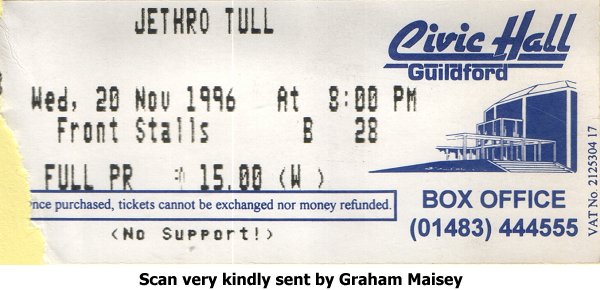 JETHRO TULL
Civic Hall
Guildford
Wed, 20 Nov 1996 At 8:00 PM
Front Stalls B 28
FULL PR 15.00 (W )
once purchased, tickets cannot be exchanged nor money refunded.
<No Support!>
BOX OFFICE
(01483) 444555
VAT No 2125304 17
Scan very kindly sent by Graham Maisey